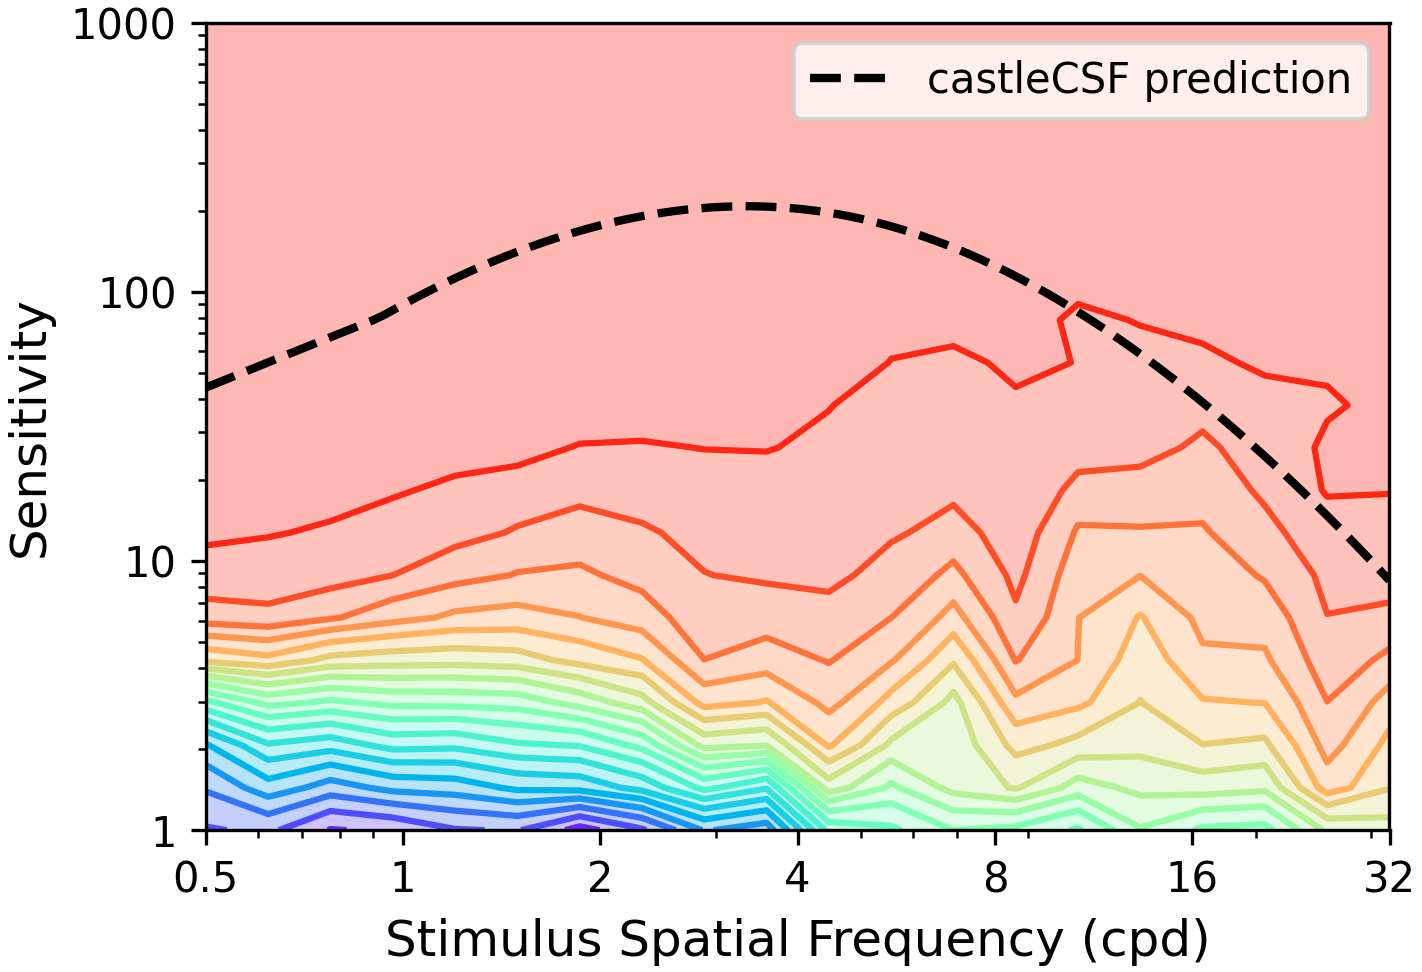 1000
100
10
1
Sensitivity
castleCSF prediction
0.5 1 2 4 8 16 32
Stimulus Spatial Frequency (cpd)